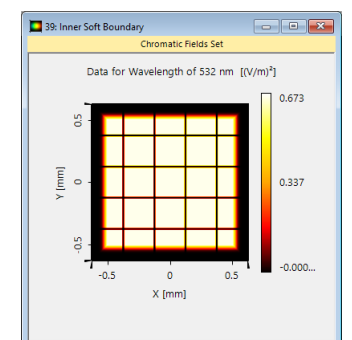 39: Inner Soft Boundary
Chromatic Fields Set
Data for Wavelength of 532 nm [(V/m)²]
0.673
0.337
-0.000...
Y [mm]
0.5
0
-0.5
-0.5
0
0.5
X [mm]